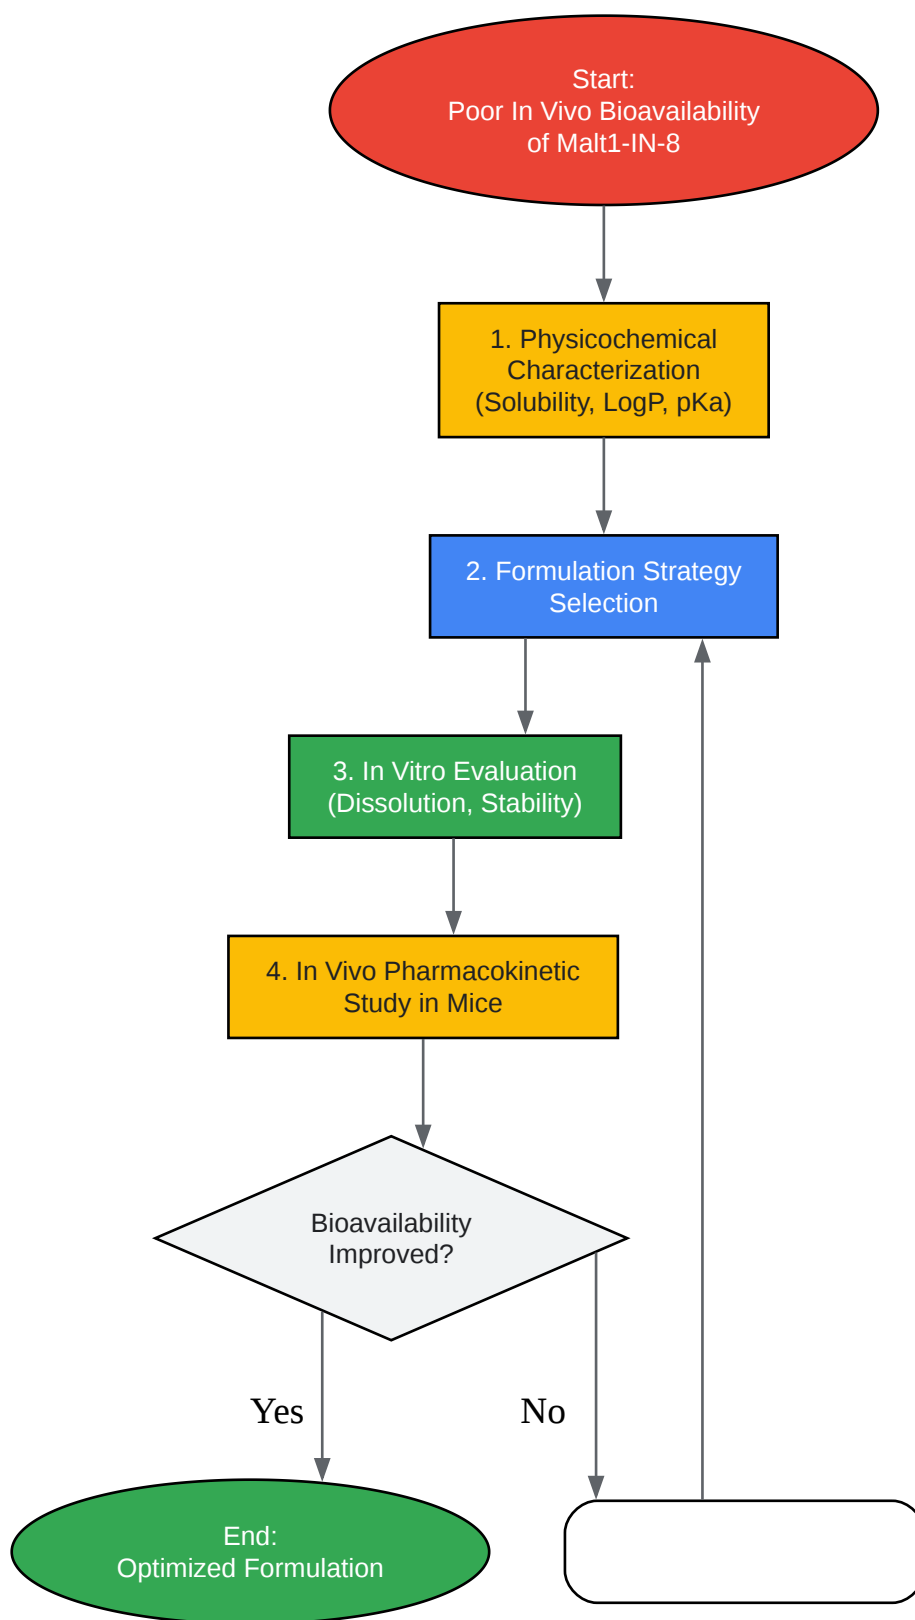 Start:
Poor In Vivo Bioavailability
of Malt1-IN-8
1. Physicochemical
Characterization
(Solubility, LogP, pKa)
2. Formulation Strategy
Selection
3. In Vitro Evaluation
(Dissolution, Stability)
4. In Vivo Pharmacokinetic
Study in Mice
Bioavailability
Improved?
Yes
No
End:
Optimized Formulation